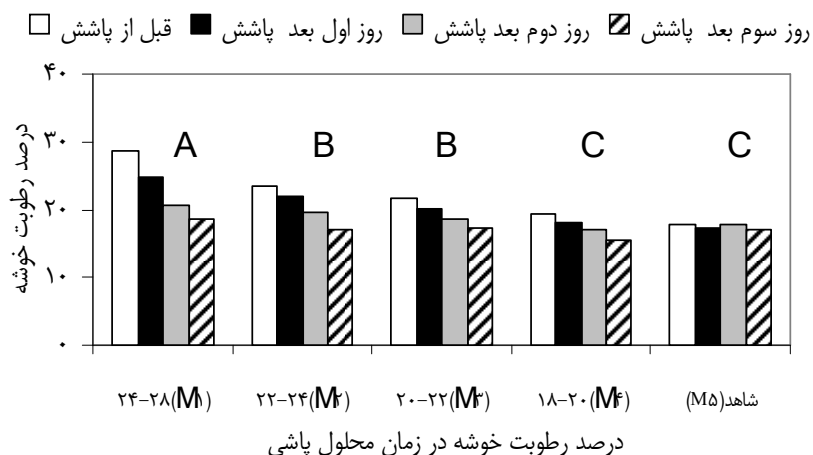 قبل از پاشش روز اول بعد پاشش روز دوم بعد پاشش روز سوم بعد پاشش
درصد رطوبت خوشه
۴۰
۳۰
۲۰
۱۰
۰
A B B C C
۲۴-۲۸(M۱) ۲۲-۲۴(M۲) ۲۰-۲۲(M۳) ۱۸-۲۰(M۴) شاهد(M۵)
درصد رطوبت خوشه در زمان محلول پاشی